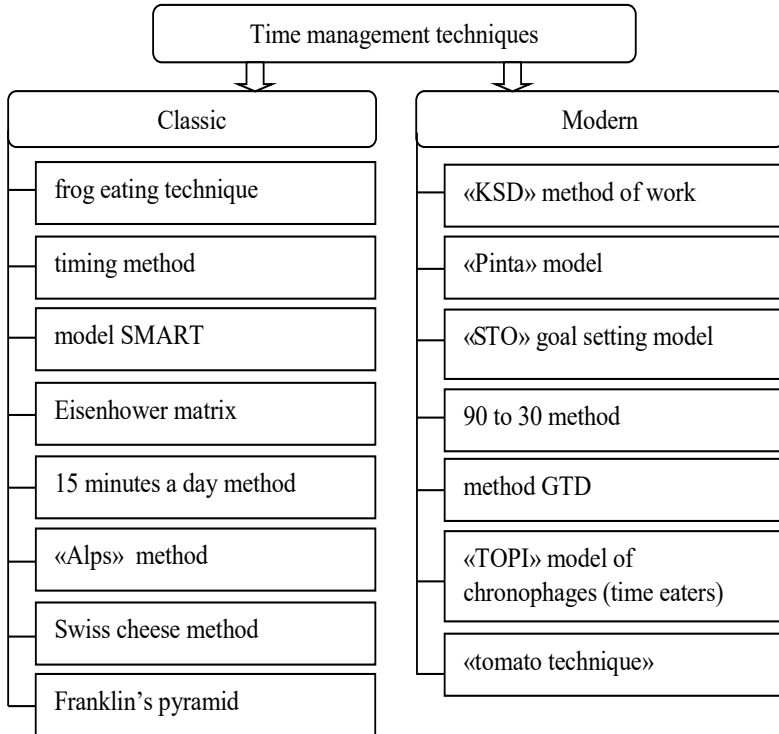 Time management techniques
Classic
frog eating technique
timing method
model SMART
Eisenhower matrix
15 minutes a day method
«Alps» method
Swiss cheese method
Franklin's pyramid
Modern
«KSD» method of work
«Pinta» model
«STO» goal setting model
90 to 30 method
method GTD
«TOPI» model of
chronophages (time eaters)
«tomato technique»